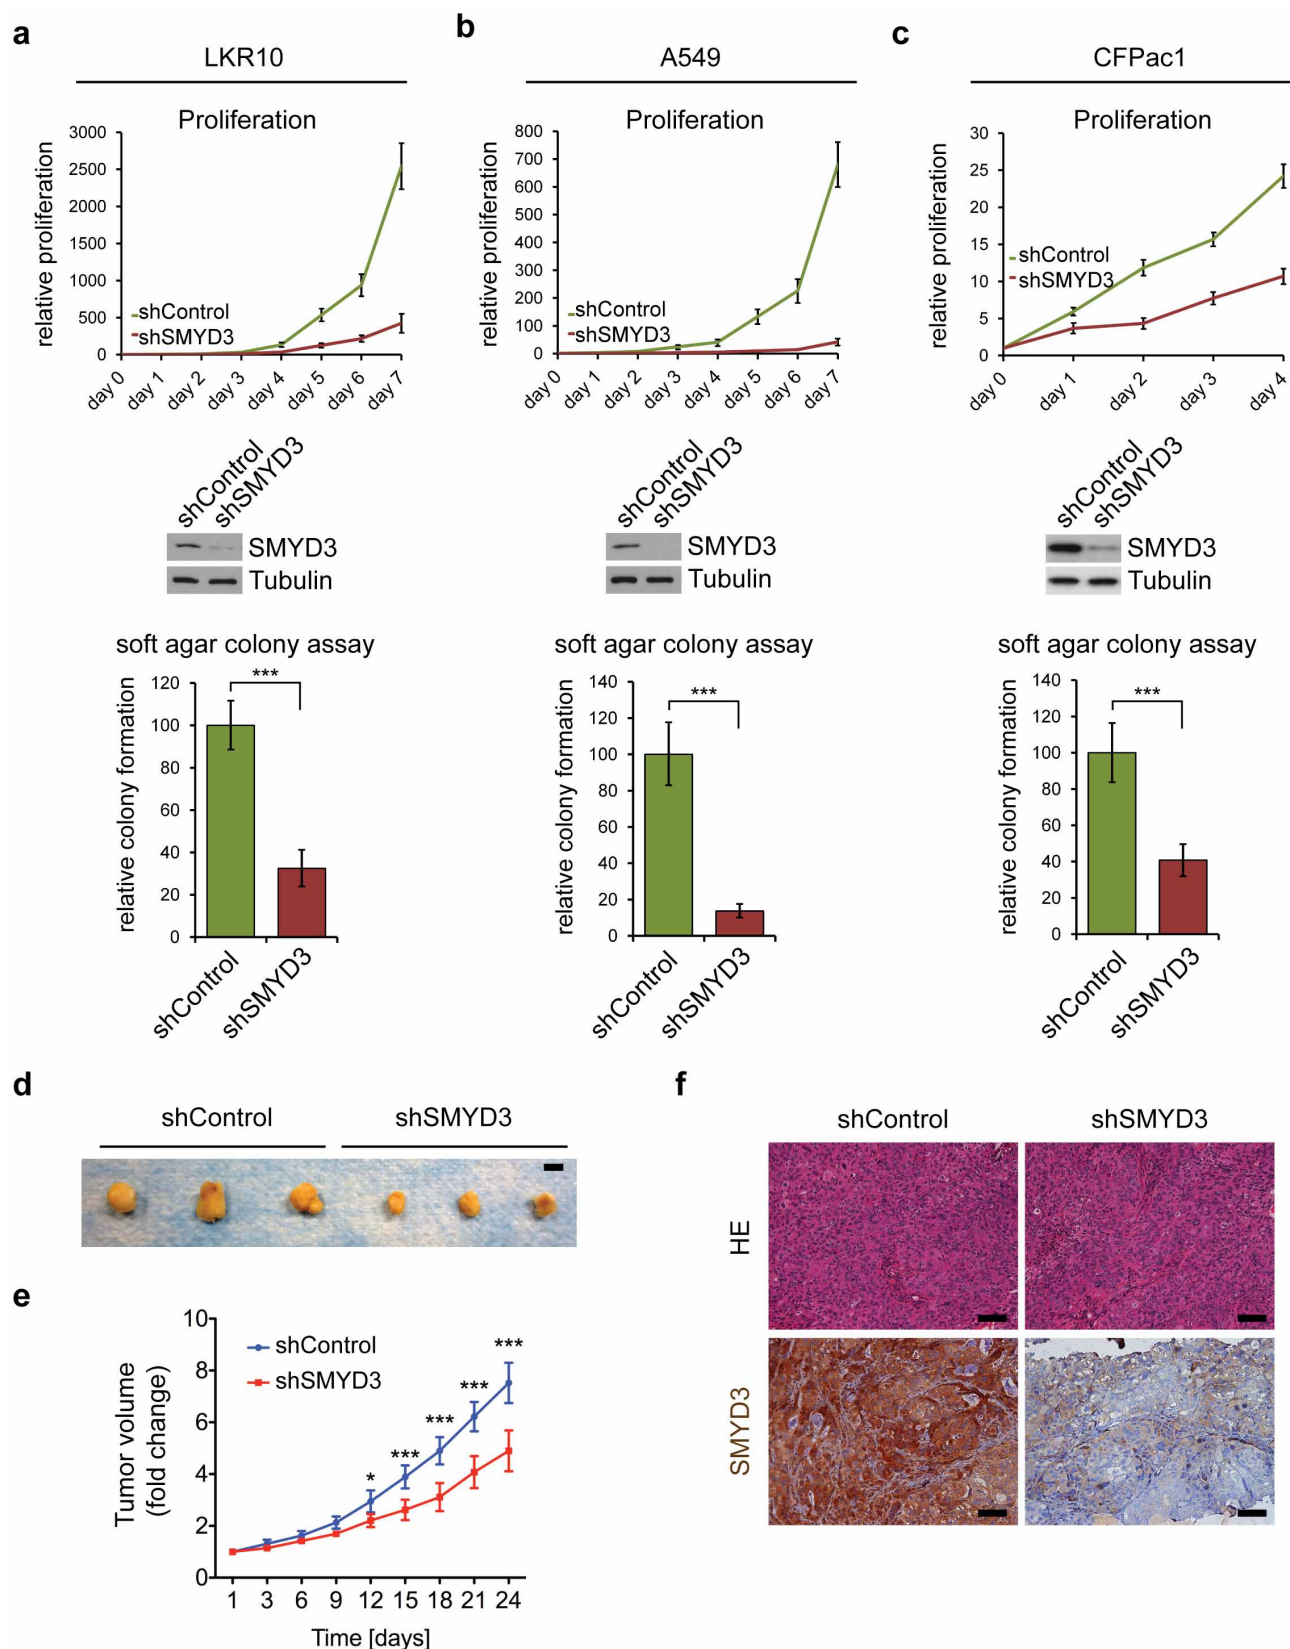 a
LKR10
Proliferation
relative proliferation
3000
2500
2000
1500
1000
500
0
shControl
shSMYD3
day 0 day 1 day 2 day 3 day 4 day 5 day 6 day 7
shControl
shSMYD3
SMYD3
Tubulin
soft agar colony assay
relative colony formation
120
100
80
60
40
20
0
***
shControl
shSMYD3
b
A549
Proliferation
relative proliferation
800
700
600
500
400
300
200
100
0
shControl
shSMYD3
day 0 day 1 day 2 day 3 day 4 day 5 day 6 day 7
shControl
shSMYD3
SMYD3
Tubulin
soft agar colony assay
relative colony formation
140
120
100
80
60
40
20
0
***
shControl
shSMYD3
c
CFPac1
Proliferation
relative proliferation
30
25
20
15
10
5
0
shControl
shSMYD3
day 0 day 1 day 2 day 3 day 4
shControl
shSMYD3
SMYD3
Tubulin
soft agar colony assay
relative colony formation
140
120
100
80
60
40
20
0
***
shControl
shSMYD3
d
shControl shSMYD3
e
Tumor volume
(fold change)
10
8
6
4
2
0
shControl
shSMYD3
* *** *** *** ***
1 3 6 9 12 15 18 21 24
Time [days]
f
shControl shSMYD3
HE
SMYD3